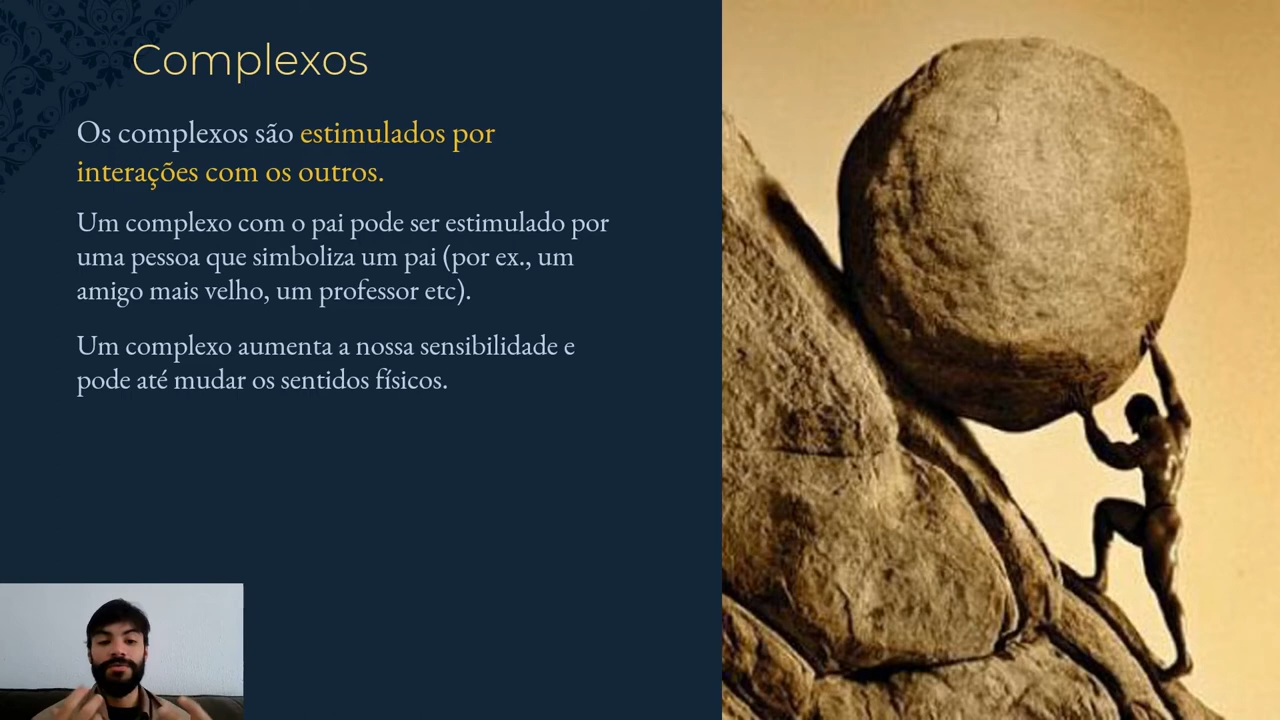 Complexos
Os complexos são estimulados por
interações com os outros.
Um complexo com o pai pode ser estimulado por
uma pessoa que simboliza um pai (por ex., um
amigo mais velho, um professor etc).
Um complexo aumenta a nossa sensibilidade e
pode até mudar os sentidos físicos.